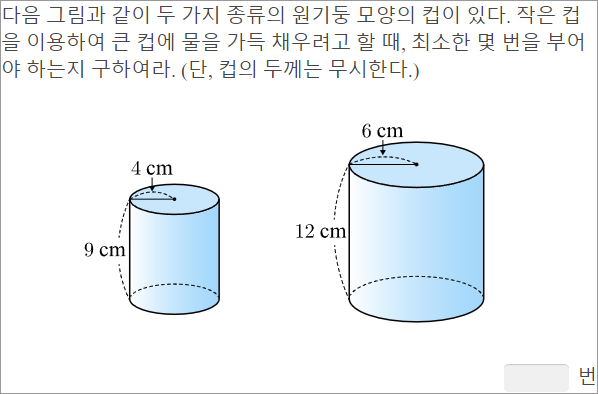 다음 그림과 같이 두 가지 종류의 원기둥 모양의 컵이 있다. 작은 컵
을 이용하여 큰 컵에 물을 가득 채우려고 할 때, 최소한 몇 번을 부어
야 하는지 구하여라. (단, 컵의 두께는 무시한다.)
6 cm
4 cm
12 cm
9 cm
번